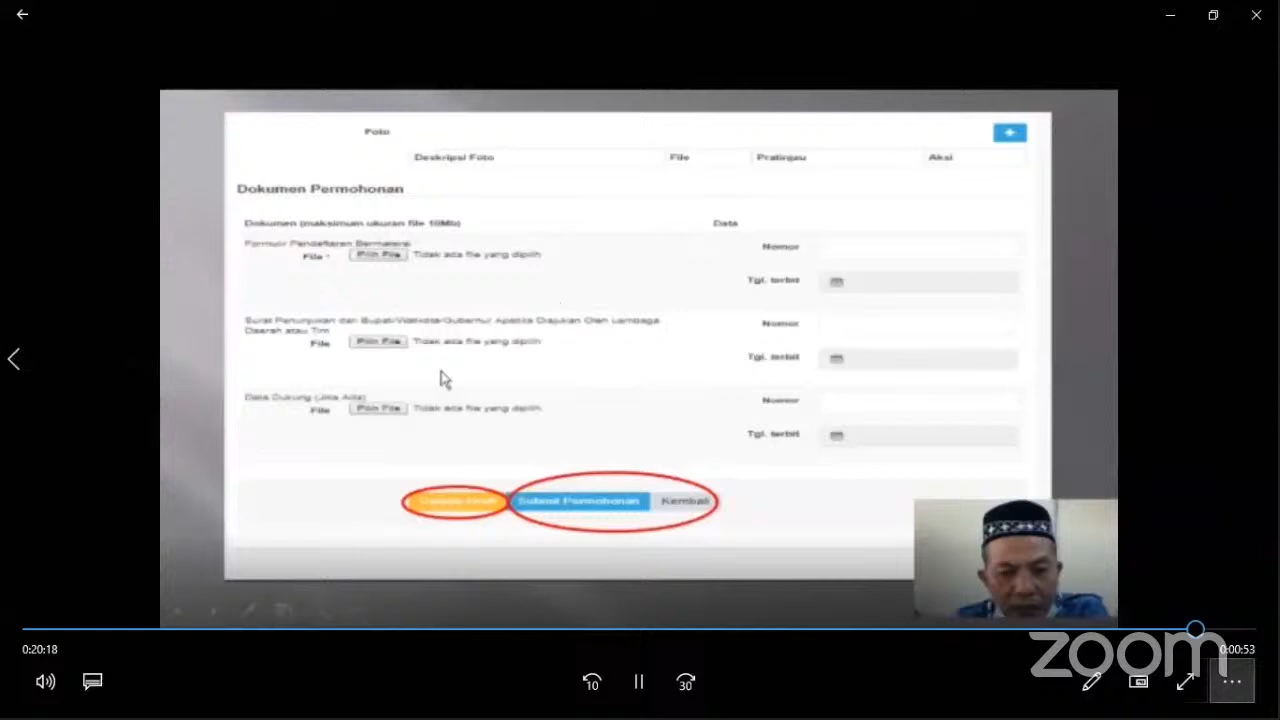 Foto
+
Deskripsi Foto File Pratinjau Aksi
Dokumen Permohonan
Dokumen (maksimum ukuran file 10Mb) Data
Formulir Pendaftaran Bermaterai
File * Pilih File Tidak ada file yang dipilih
Nomor
Tgl. terbit
Surat Penunjukan dari Bupati/Walikota/Gubernur Apabila Diajukan Oleh Lembaga
Daerah atau Tim
File Pilih File Tidak ada file yang dipilih
Nomor
Tgl. terbit
Data Dukung (Jika Ada)
File Pilih File Tidak ada file yang dipilih
Nomor
Tgl. terbit
Submit Permohonan Kembali
0:20:18
0:00:53
10
30
zoom